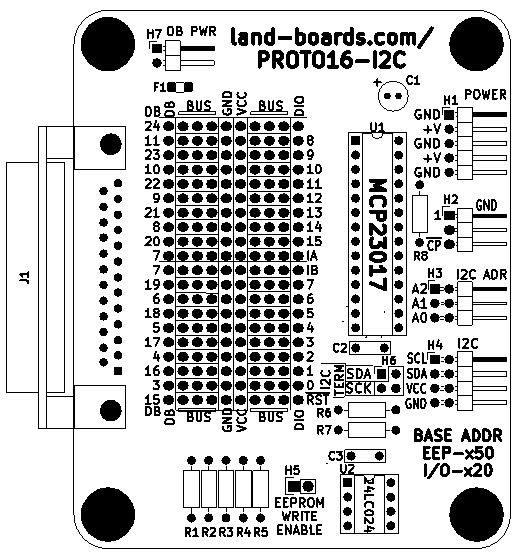 H7 OB PWR
land-boards.com/
PROTO16-I2C
F1
C1
H1 POWER
DB DB BUS GND VCC BUS DIO
GND
+V
GND
+V
GND
U1
MCP23017
24
11 8
23 9
10 10
22 11
9 12
21 13
8 14
20 15
7 IA
7 IB
19 7
6 6
18 5
5 4
17 3
4 2
16 1
3 0
15 RST
DB DB BUS GND VCC BUS DIO
J1
R8
H2 GND
1
CP
H3 I2C ADR
A2
A1
A0
C2
H6
I2C TERM
SDA
SCK
H4 I2C
SCL
SDA
VCC
GND
R6
R7
BASE ADDR
EEP-x50
I/O-x20
C3
U2
24LC024
H5
EEPROM
WRITE
ENABLE
R1 R2 R3 R4 R5